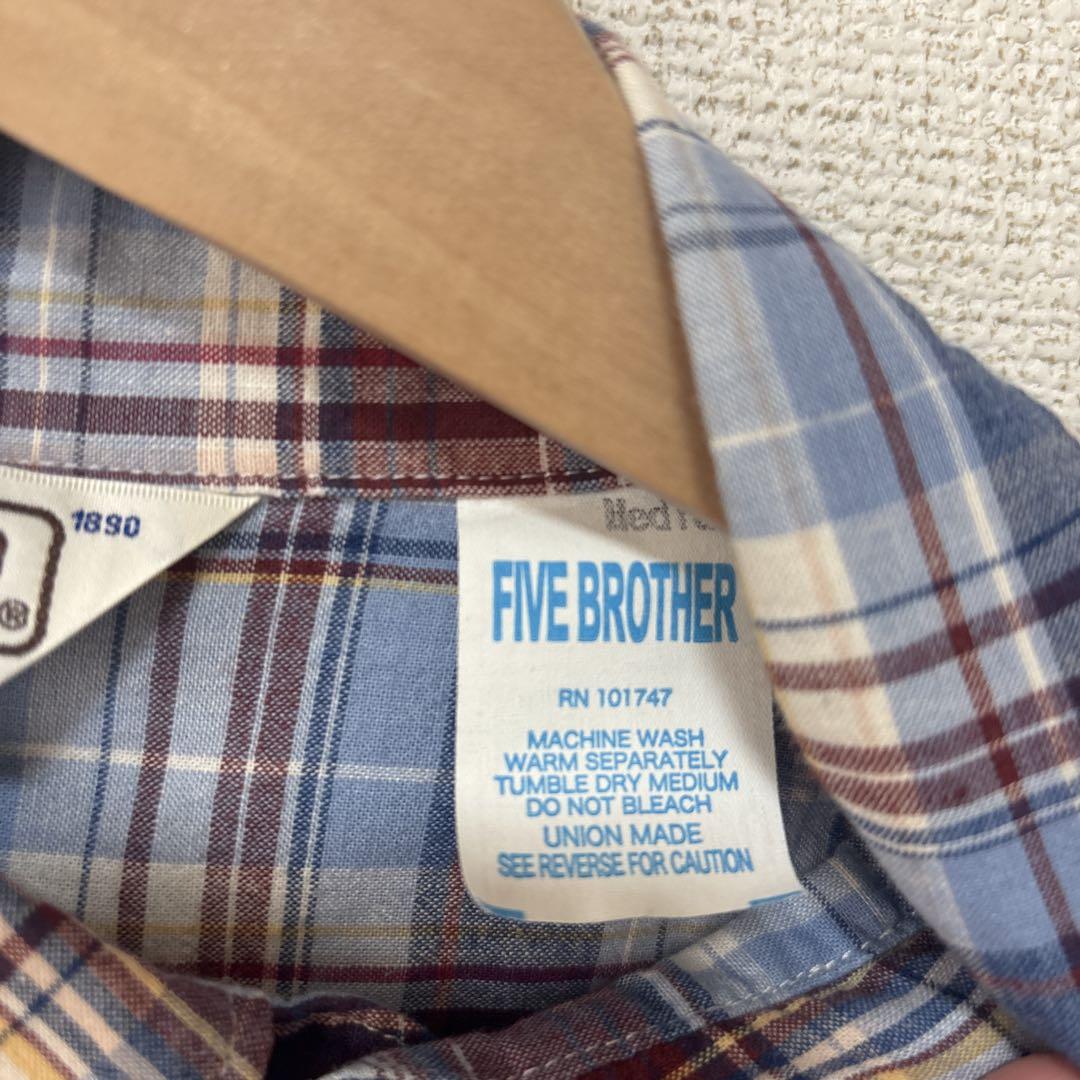 1890
®
FIVE BROTHER
RN 101747
MACHINE WASH
WARM SEPARATELY
TUMBLE DRY MEDIUM
DO NOT BLEACH
UNION MADE
SEE REVERSE FOR CAUTION